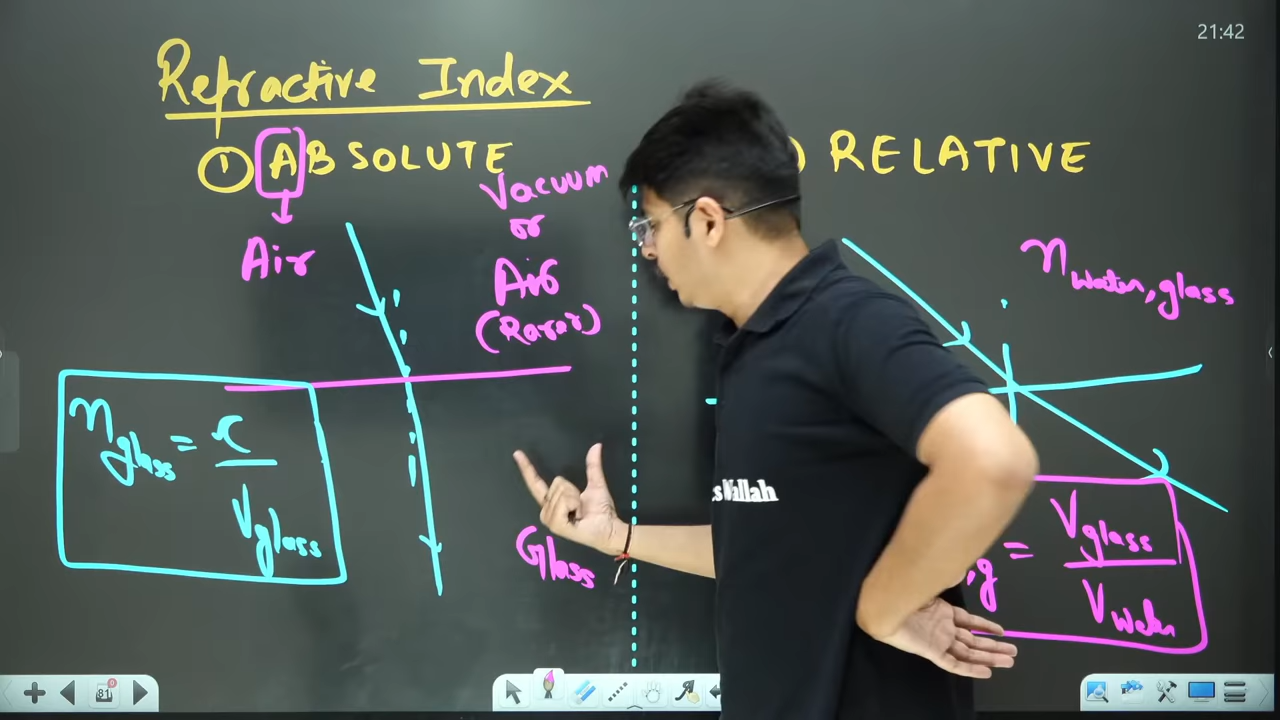 21:42
Refractive Index
① ABSOLUTE
) RELATIVE
Air
Vacuum
or
Air
(Rarer)
Glass
n glass = c / V glass
n water, glass
,g = V glass / V water
sWallah
81